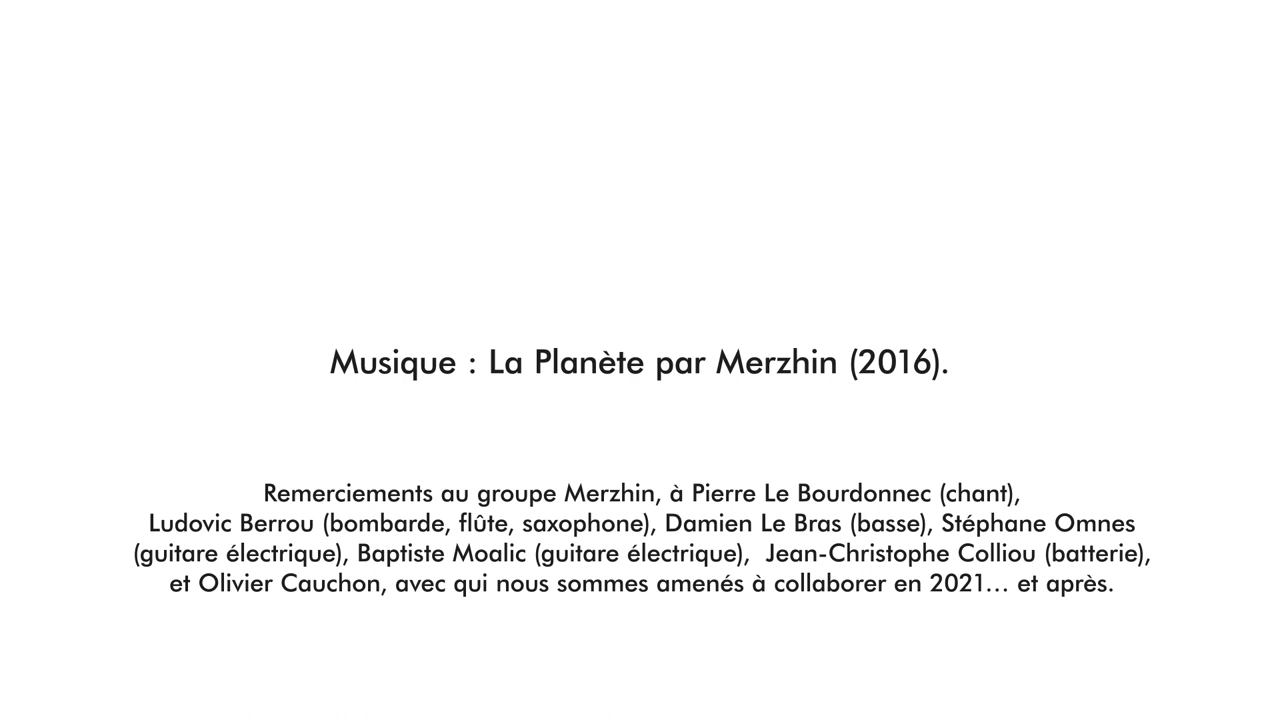 Musique : La Planète par Merzhin (2016).
Remerciements au groupe Merzhin, à Pierre Le Bourdonnec (chant),
Ludovic Berrou (bombarde, flûte, saxophone), Damien Le Bras (basse), Stéphane Omnes
(guitare électrique), Baptiste Moalic (guitare électrique),  Jean-Christophe Colliou (batterie),
et Olivier Cauchon, avec qui nous sommes amenés à collaborer en 2021... et après.